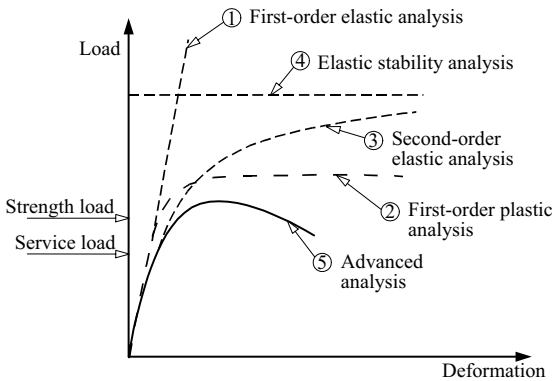 ① First-order elastic analysis
Load
④ Elastic stability analysis
③ Second-order
elastic analysis
Strength load
② First-order plastic
analysis
Service load
⑤ Advanced
analysis
Deformation